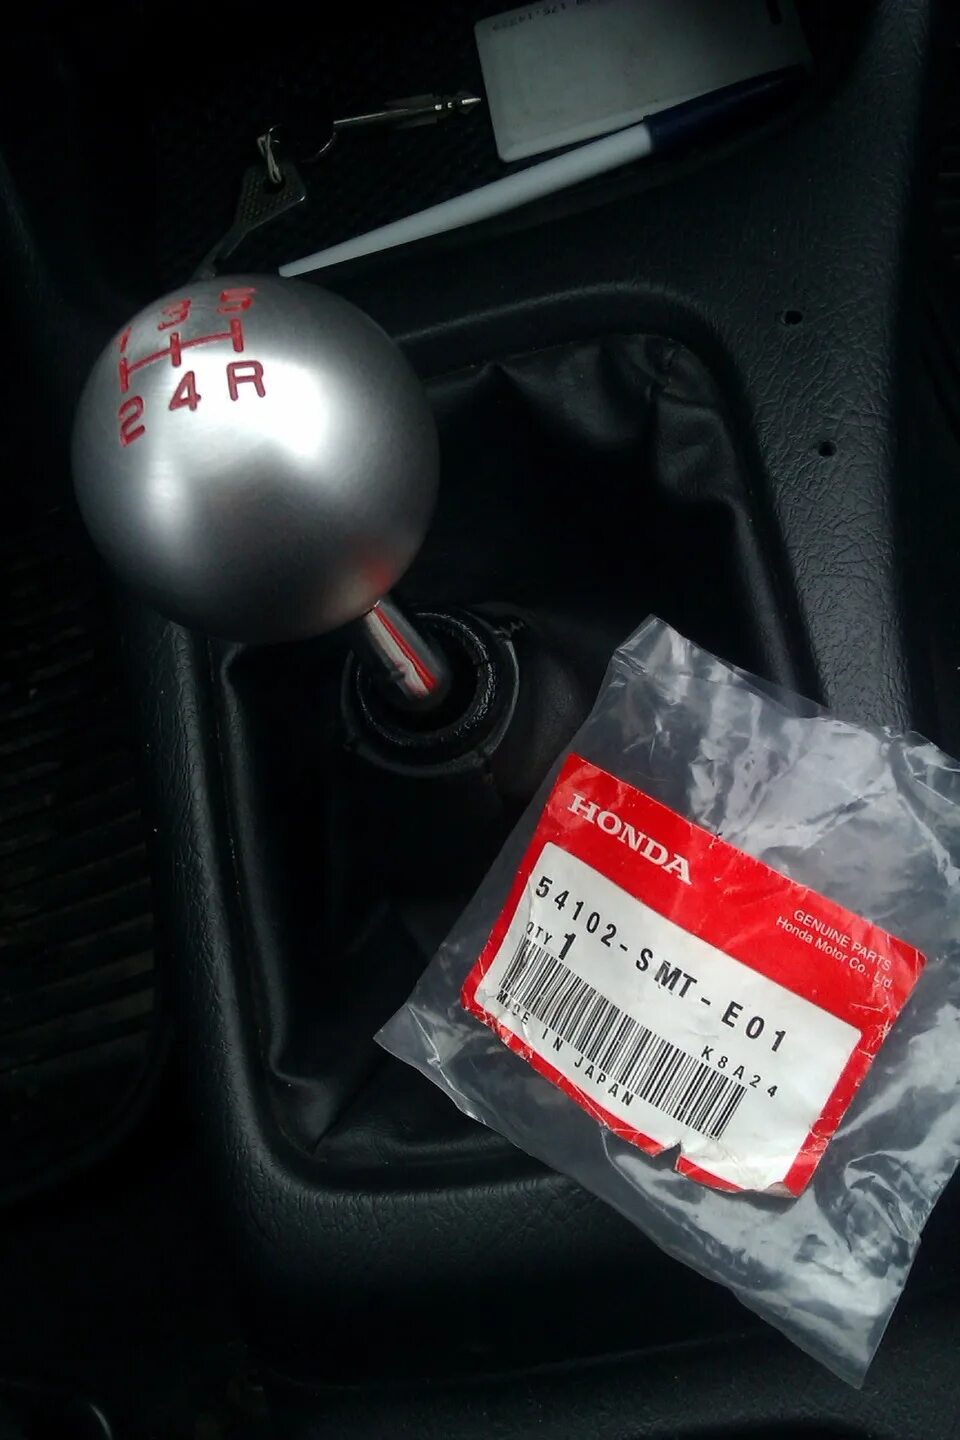 1 3 5
2 4 R
HONDA
GENUINE PARTS
Honda Motor Co., Ltd.
54102-SMT-E01
QTY 1
K8A24
MADE IN JAPAN